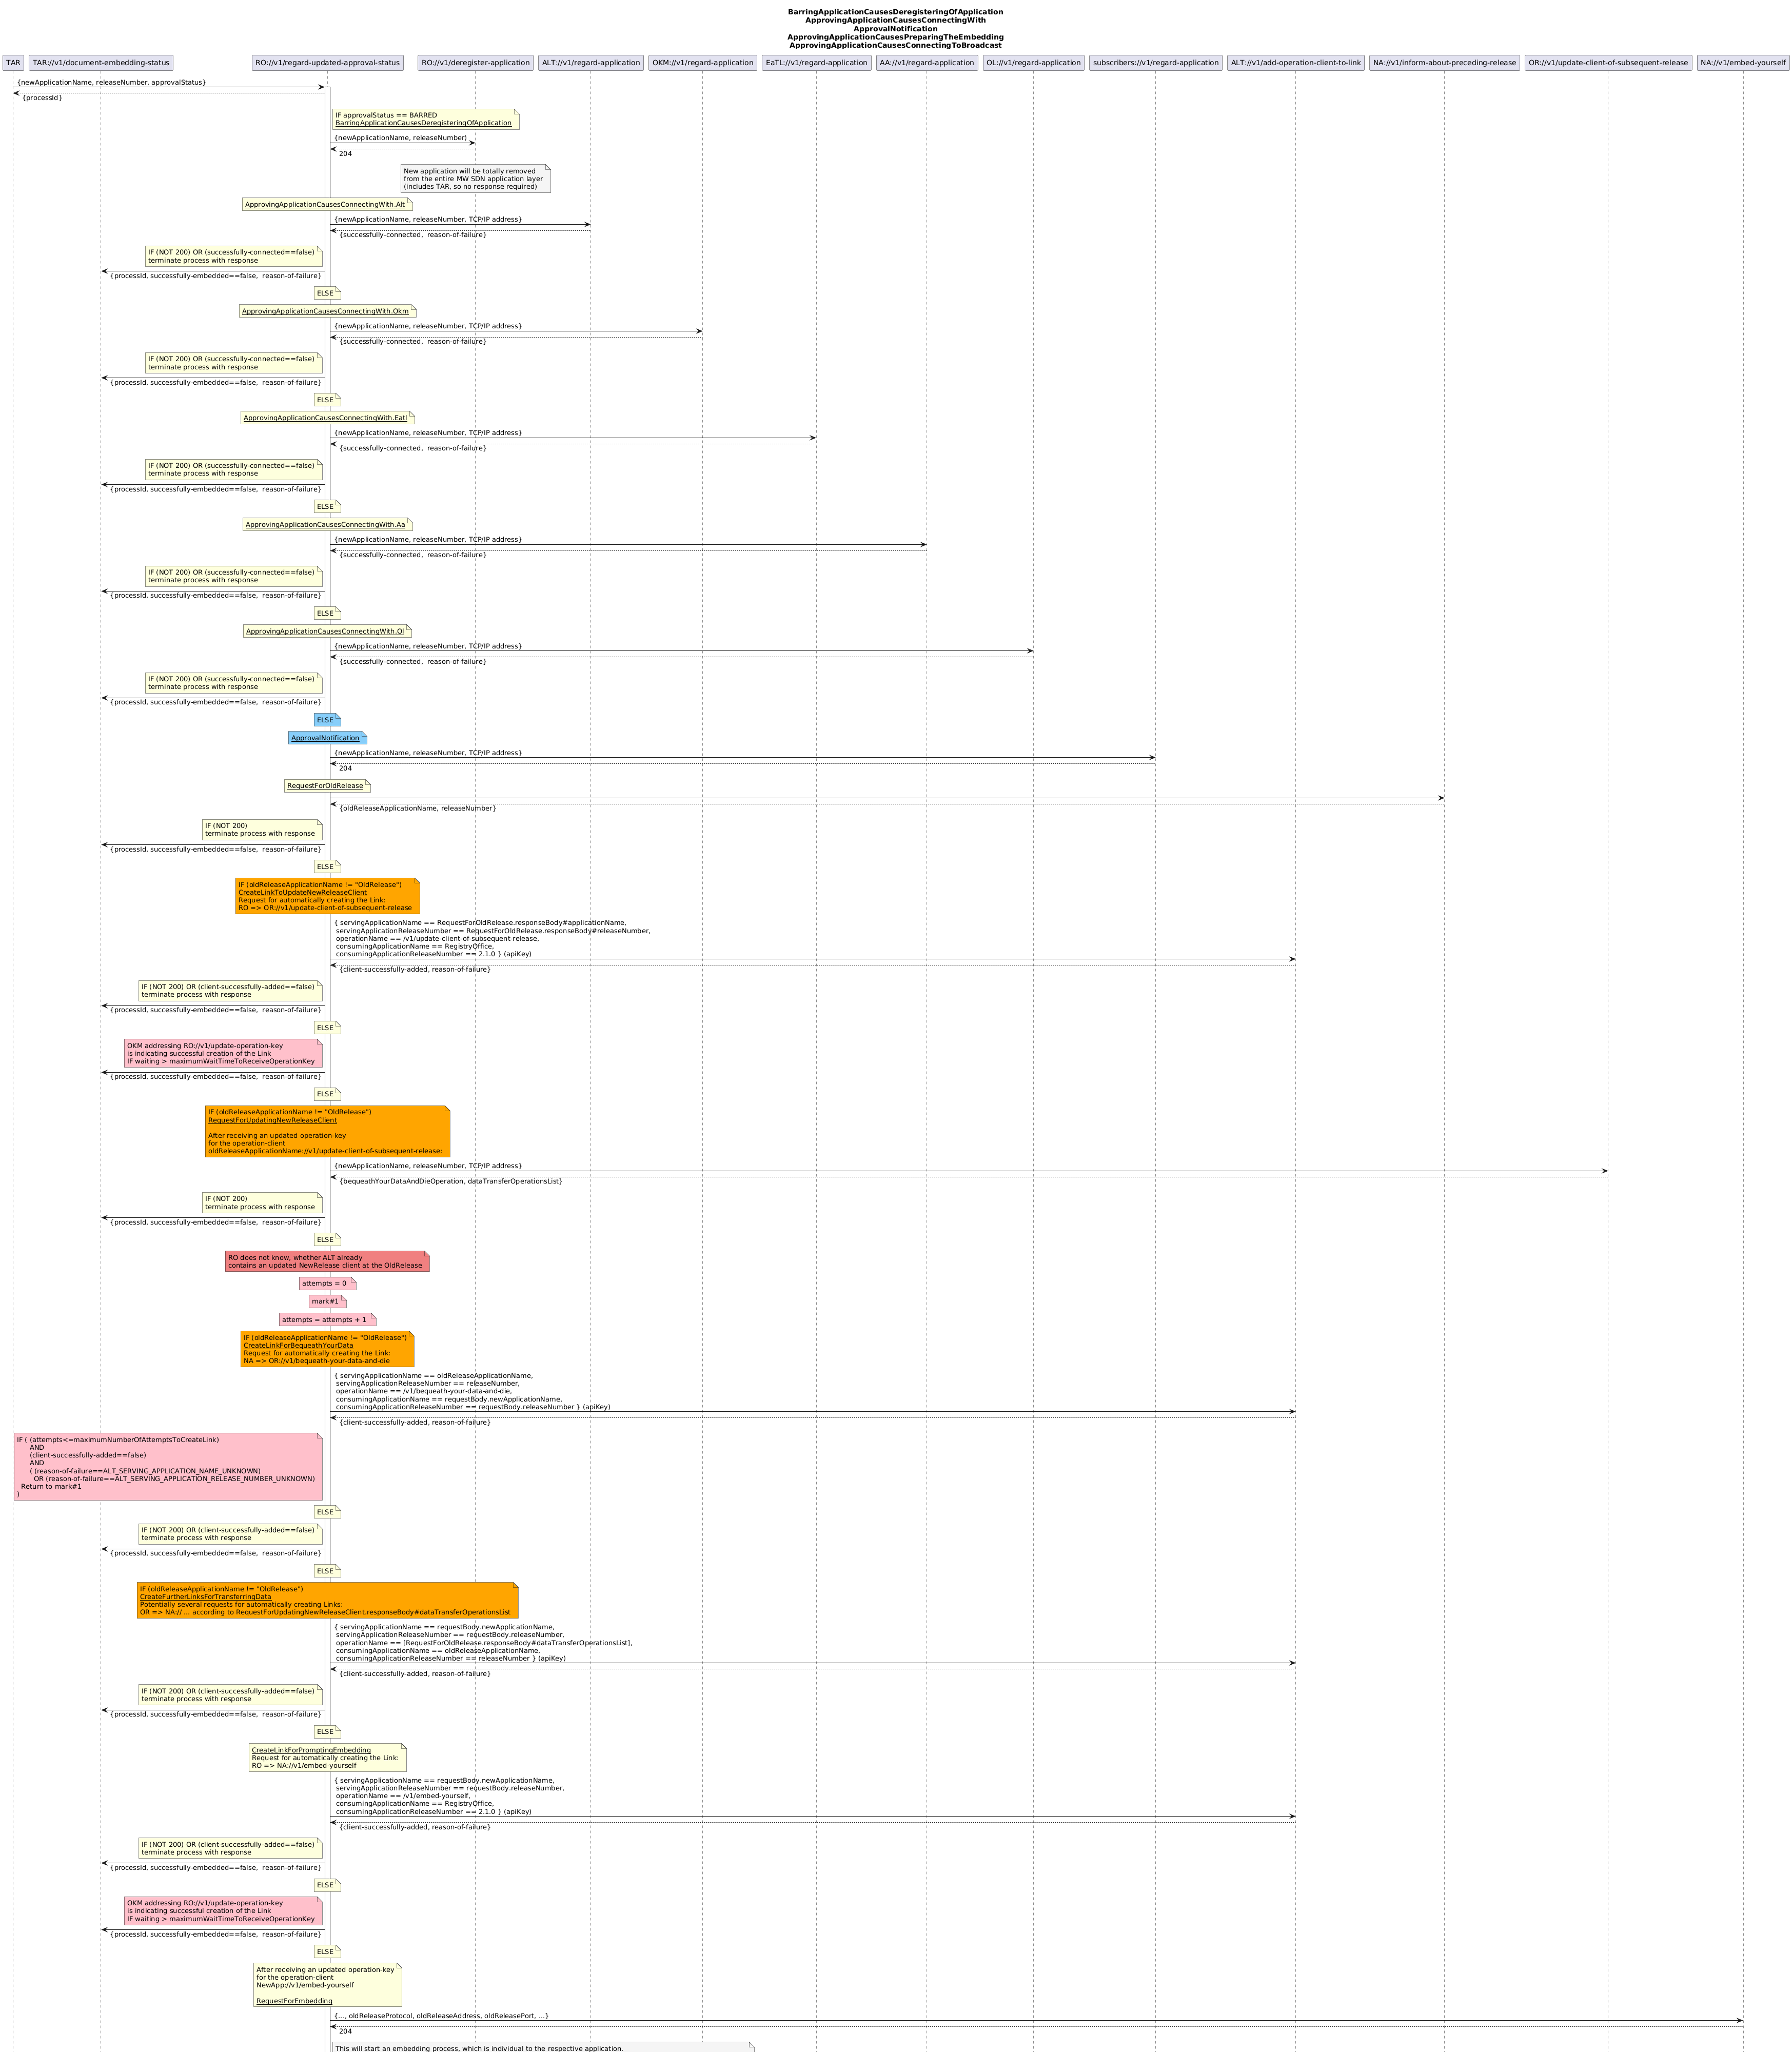 BarringApplicationCausesDeregisteringOfApplication
ApprovingApplicationCausesConnectingWith
ApprovalNotification
ApprovingApplicationCausesPreparingTheEmbedding
ApprovingApplicationCausesConnectingToBroadcast
TAR
TAR://v1/document-embedding-status
RO://v1/regard-updated-approval-status
RO://v1/deregister-application
ALT://v1/regard-application
OKM://v1/regard-application
EaTL://v1/regard-application
AA://v1/regard-application
OL://v1/regard-application
subscribers://v1/regard-application
ALT://v1/add-operation-client-to-link
NA://v1/inform-about-preceding-release
OR://v1/update-client-of-subsequent-release
NA://v1/embed-yourself
{newApplicationName, releaseNumber, approvalStatus}
{processId}
IF approvalStatus == BARRED
BarringApplicationCausesDeregisteringOfApplication
{newApplicationName, releaseNumber)
204
New application will be totally removed
from the entire MW SDN application layer
(includes TAR, so no response required)
ApprovingApplicationCausesConnectingWith.Alt
{newApplicationName, releaseNumber, TCP/IP address}
{successfully-connected,  reason-of-failure}
IF (NOT 200) OR (successfully-connected==false)
terminate process with response
{processId, successfully-embedded==false,  reason-of-failure}
ELSE
ApprovingApplicationCausesConnectingWith.Okm
{newApplicationName, releaseNumber, TCP/IP address}
{successfully-connected,  reason-of-failure}
IF (NOT 200) OR (successfully-connected==false)
terminate process with response
{processId, successfully-embedded==false,  reason-of-failure}
ELSE
ApprovingApplicationCausesConnectingWith.Eatl
{newApplicationName, releaseNumber, TCP/IP address}
{successfully-connected,  reason-of-failure}
IF (NOT 200) OR (successfully-connected==false)
terminate process with response
{processId, successfully-embedded==false,  reason-of-failure}
ELSE
ApprovingApplicationCausesConnectingWith.Aa
{newApplicationName, releaseNumber, TCP/IP address}
{successfully-connected,  reason-of-failure}
IF (NOT 200) OR (successfully-connected==false)
terminate process with response
{processId, successfully-embedded==false,  reason-of-failure}
ELSE
ApprovingApplicationCausesConnectingWith.Ol
{newApplicationName, releaseNumber, TCP/IP address}
{successfully-connected,  reason-of-failure}
IF (NOT 200) OR (successfully-connected==false)
terminate process with response
{processId, successfully-embedded==false,  reason-of-failure}
ELSE
ApprovalNotification
{newApplicationName, releaseNumber, TCP/IP address}
204
RequestForOldRelease
{oldReleaseApplicationName, releaseNumber}
IF (NOT 200)
terminate process with response
{processId, successfully-embedded==false,  reason-of-failure}
ELSE
IF (oldReleaseApplicationName != "OldRelease")
CreateLinkToUpdateNewReleaseClient
Request for automatically creating the Link:
RO => OR://v1/update-client-of-subsequent-release
{ servingApplicationName == RequestForOldRelease.responseBody#applicationName,
servingApplicationReleaseNumber == RequestForOldRelease.responseBody#releaseNumber,
operationName == /v1/update-client-of-subsequent-release,
consumingApplicationName == RegistryOffice,
consumingApplicationReleaseNumber == 2.1.0 } (apiKey)
{client-successfully-added, reason-of-failure}
IF (NOT 200) OR (client-successfully-added==false)
terminate process with response
{processId, successfully-embedded==false,  reason-of-failure}
ELSE
OKM addressing RO://v1/update-operation-key
is indicating successful creation of the Link
IF waiting > maximumWaitTimeToReceiveOperationKey
{processId, successfully-embedded==false,  reason-of-failure}
ELSE
IF (oldReleaseApplicationName != "OldRelease")
RequestForUpdatingNewReleaseClient
After receiving an updated operation-key
for the operation-client
oldReleaseApplicationName://v1/update-client-of-subsequent-release:
{newApplicationName, releaseNumber, TCP/IP address}
{bequeathYourDataAndDieOperation, dataTransferOperationsList}
IF (NOT 200)
terminate process with response
{processId, successfully-embedded==false,  reason-of-failure}
ELSE
RO does not know, whether ALT already
contains an updated NewRelease client at the OldRelease
attempts = 0
mark#1
attempts = attempts + 1
IF (oldReleaseApplicationName != "OldRelease")
CreateLinkForBequeathYourData
Request for automatically creating the Link:
NA => OR://v1/bequeath-your-data-and-die
{ servingApplicationName == oldReleaseApplicationName,
servingApplicationReleaseNumber == releaseNumber,
operationName == /v1/bequeath-your-data-and-die,
consumingApplicationName == requestBody.newApplicationName,
consumingApplicationReleaseNumber == requestBody.releaseNumber } (apiKey)
{client-successfully-added, reason-of-failure}
IF ( (attempts<=maximumNumberOfAttemptsToCreateLink)
AND
(client-successfully-added==false)
AND
( (reason-of-failure==ALT_SERVING_APPLICATION_NAME_UNKNOWN)
OR (reason-of-failure==ALT_SERVING_APPLICATION_RELEASE_NUMBER_UNKNOWN)
Return to mark#1
)
ELSE
IF (NOT 200) OR (client-successfully-added==false)
terminate process with response
{processId, successfully-embedded==false,  reason-of-failure}
ELSE
IF (oldReleaseApplicationName != "OldRelease")
CreateFurtherLinksForTransferringData
Potentially several requests for automatically creating Links:
OR => NA:// ... according to RequestForUpdatingNewReleaseClient.responseBody#dataTransferOperationsList
{ servingApplicationName == requestBody.newApplicationName,
servingApplicationReleaseNumber == requestBody.releaseNumber,
operationName == [RequestForOldRelease.responseBody#dataTransferOperationsList],
consumingApplicationName == oldReleaseApplicationName,
consumingApplicationReleaseNumber == releaseNumber } (apiKey)
{client-successfully-added, reason-of-failure}
IF (NOT 200) OR (client-successfully-added==false)
terminate process with response
{processId, successfully-embedded==false,  reason-of-failure}
ELSE
CreateLinkForPromptingEmbedding
Request for automatically creating the Link:
RO => NA://v1/embed-yourself
{ servingApplicationName == requestBody.newApplicationName,
servingApplicationReleaseNumber == requestBody.releaseNumber,
operationName == /v1/embed-yourself,
consumingApplicationName == RegistryOffice,
consumingApplicationReleaseNumber == 2.1.0 } (apiKey)
{client-successfully-added, reason-of-failure}
IF (NOT 200) OR (client-successfully-added==false)
terminate process with response
{processId, successfully-embedded==false,  reason-of-failure}
ELSE
OKM addressing RO://v1/update-operation-key
is indicating successful creation of the Link
IF waiting > maximumWaitTimeToReceiveOperationKey
{processId, successfully-embedded==false,  reason-of-failure}
ELSE
After receiving an updated operation-key
for the operation-client
NewApp://v1/embed-yourself
RequestForEmbedding
{..., oldReleaseProtocol, oldReleaseAddress, oldReleasePort, ...}
204
This will start an embedding process, which is individual to the respective application.